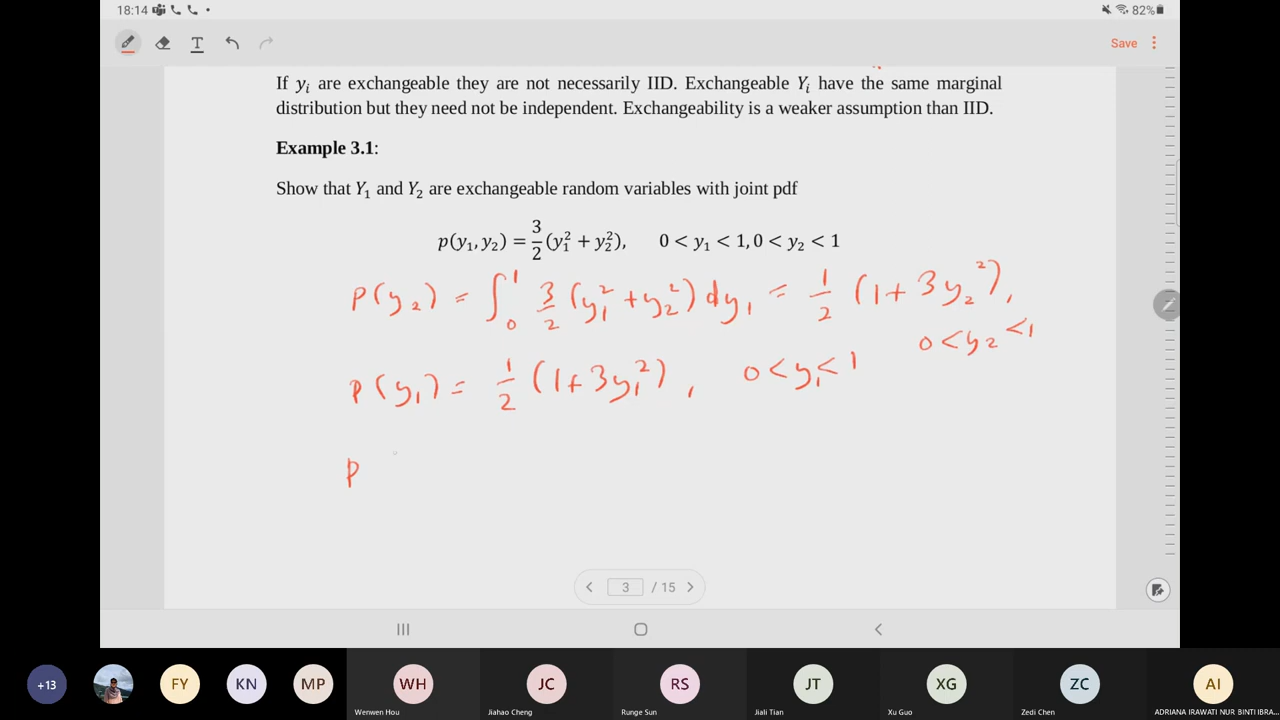 18:14
82%
Save
If yᵢ are exchangeable they are not necessarily IID. Exchangeable Yᵢ have the same marginal
distribution but they need not be independent. Exchangeability is a weaker assumption than IID.
Example 3.1:
Show that Y₁ and Y₂ are exchangeable random variables with joint pdf
p(y₁, y₂) = 3/2 (y₁² + y₂²), 0 < y₁ < 1, 0 < y₂ < 1
P(y₂) = ∫₀¹ 3/2 (y₁² + y₂²) dy₁ = 1/2 (1 + 3y₂²),
0 < y₂ < 1
P(y₁) = 1/2 (1 + 3y₁²), 0 < y₁ < 1
P
3 / 15
+13 FY KN MP WH JC RS JT XG ZC AI
Wenwen Hou Jiahao Cheng Runge Sun Jiali Tian Xu Guo Zedi Chen ADRIANA IRAWATI NUR BINTI IBRA...